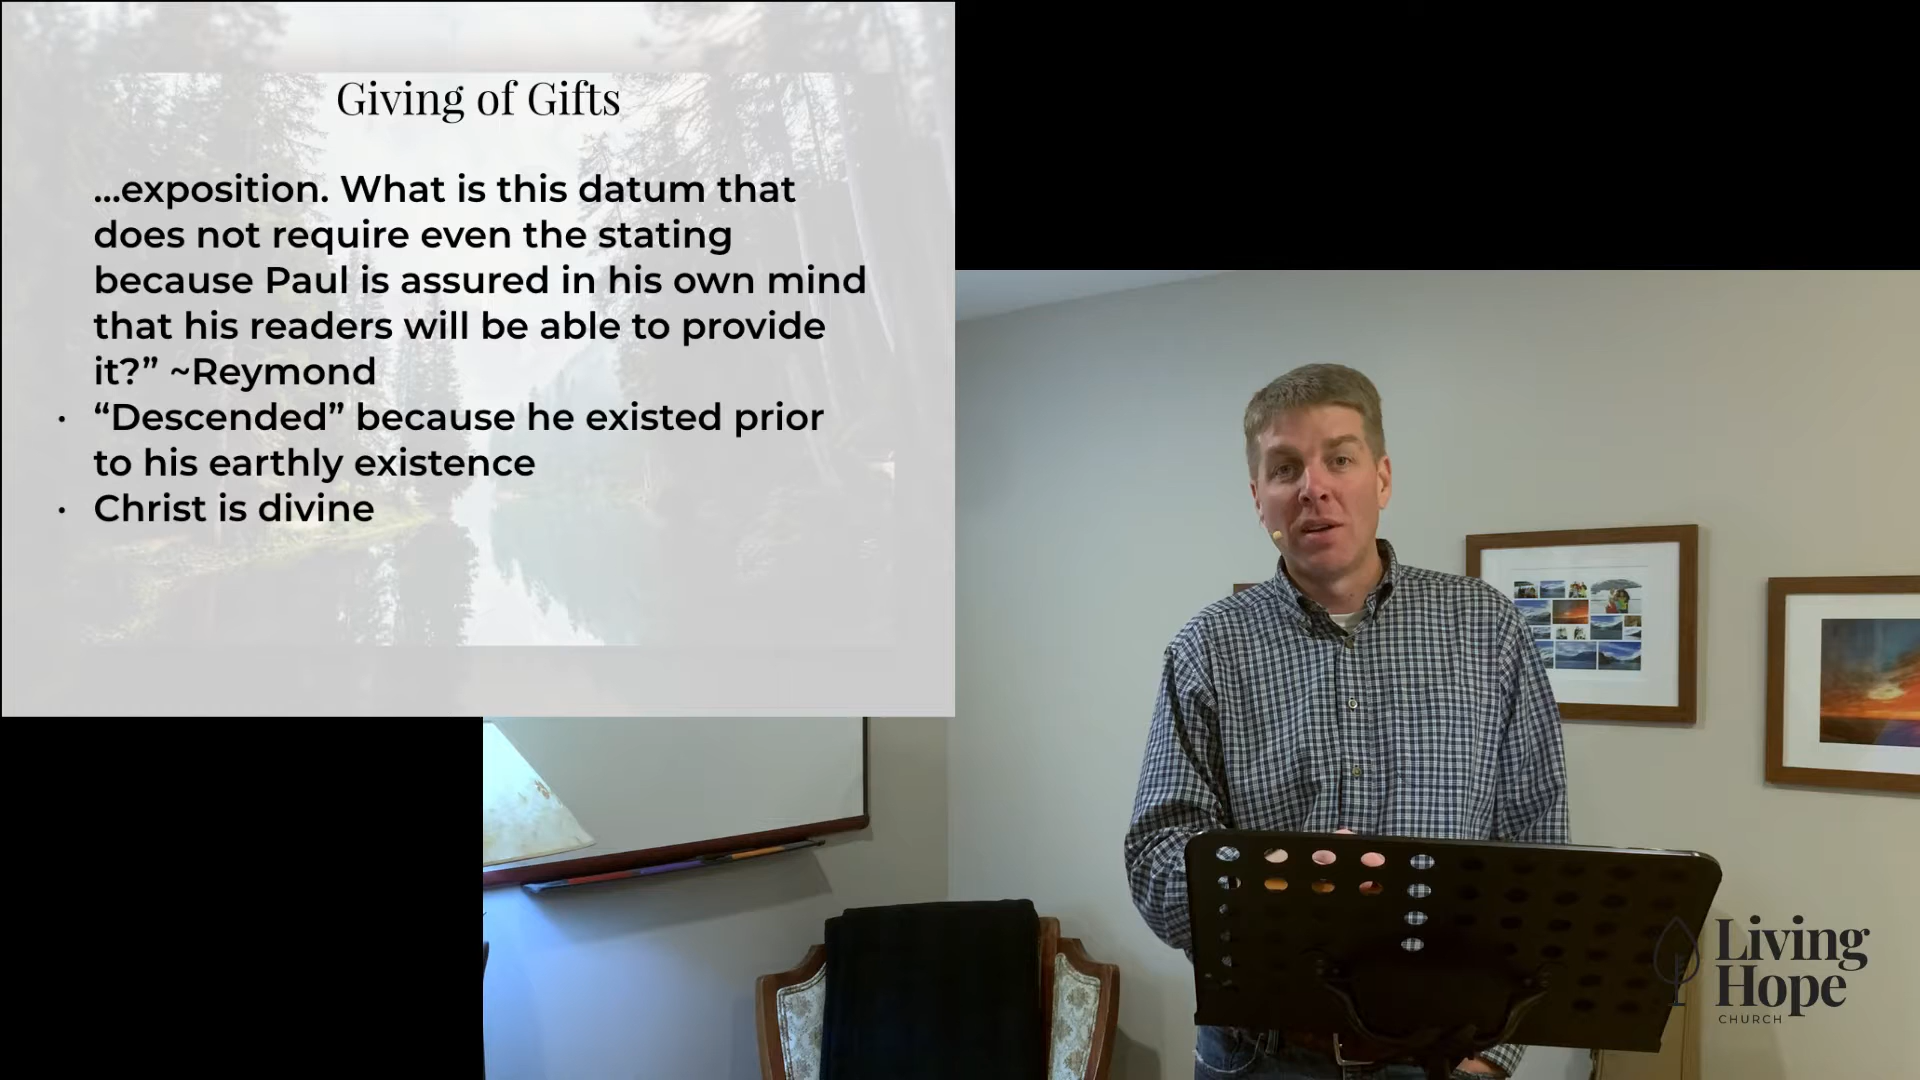 Giving of Gifts
...exposition. What is this datum that
does not require even the stating
because Paul is assured in his own mind
that his readers will be able to provide
it?” ~Reymond
• “Descended” because he existed prior
to his earthly existence
• Christ is divine
Living
Hope
CHURCH